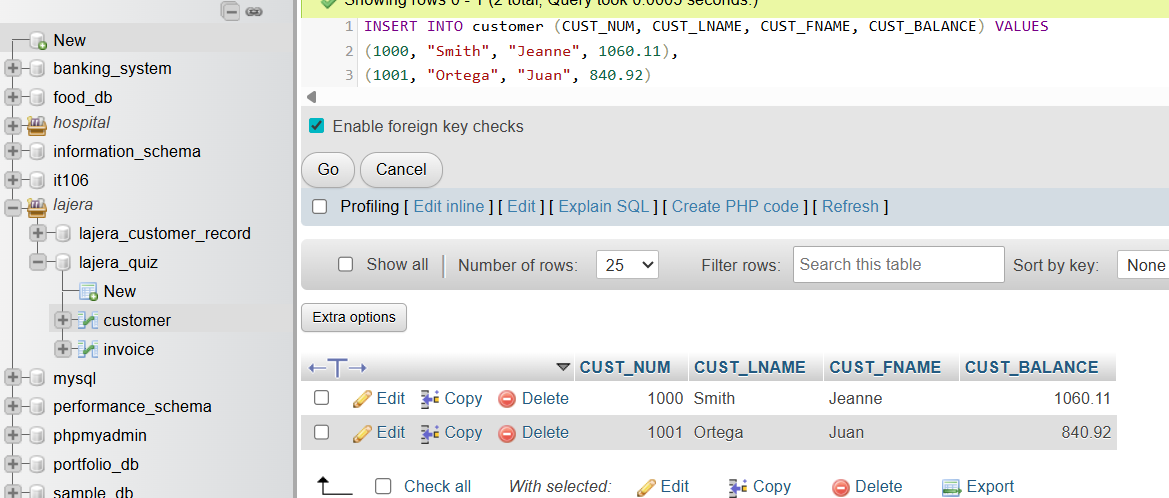 New
banking_system
food_db
hospital
information_schema
it106
lajera
lajera_customer_record
lajera_quiz
New
customer
invoice
mysql
performance_schema
phpmyadmin
portfolio_db
sample_db
Showing rows 0 - 1 (2 total, Query took 0.0005 seconds.)
1 INSERT INTO customer (CUST_NUM, CUST_LNAME, CUST_FNAME, CUST_BALANCE) VALUES
2 (1000, "Smith", "Jeanne", 1060.11),
3 (1001, "Ortega", "Juan", 840.92)
Enable foreign key checks
Go Cancel
Profiling [ Edit inline ] [ Edit ] [ Explain SQL ] [ Create PHP code ] [ Refresh ]
Show all Number of rows: 25 Filter rows: Search this table Sort by key: None
Extra options
←T→ CUST_NUM CUST_LNAME CUST_FNAME CUST_BALANCE
Edit Copy Delete 1000 Smith Jeanne 1060.11
Edit Copy Delete 1001 Ortega Juan 840.92
Check all With selected: Edit Copy Delete Export